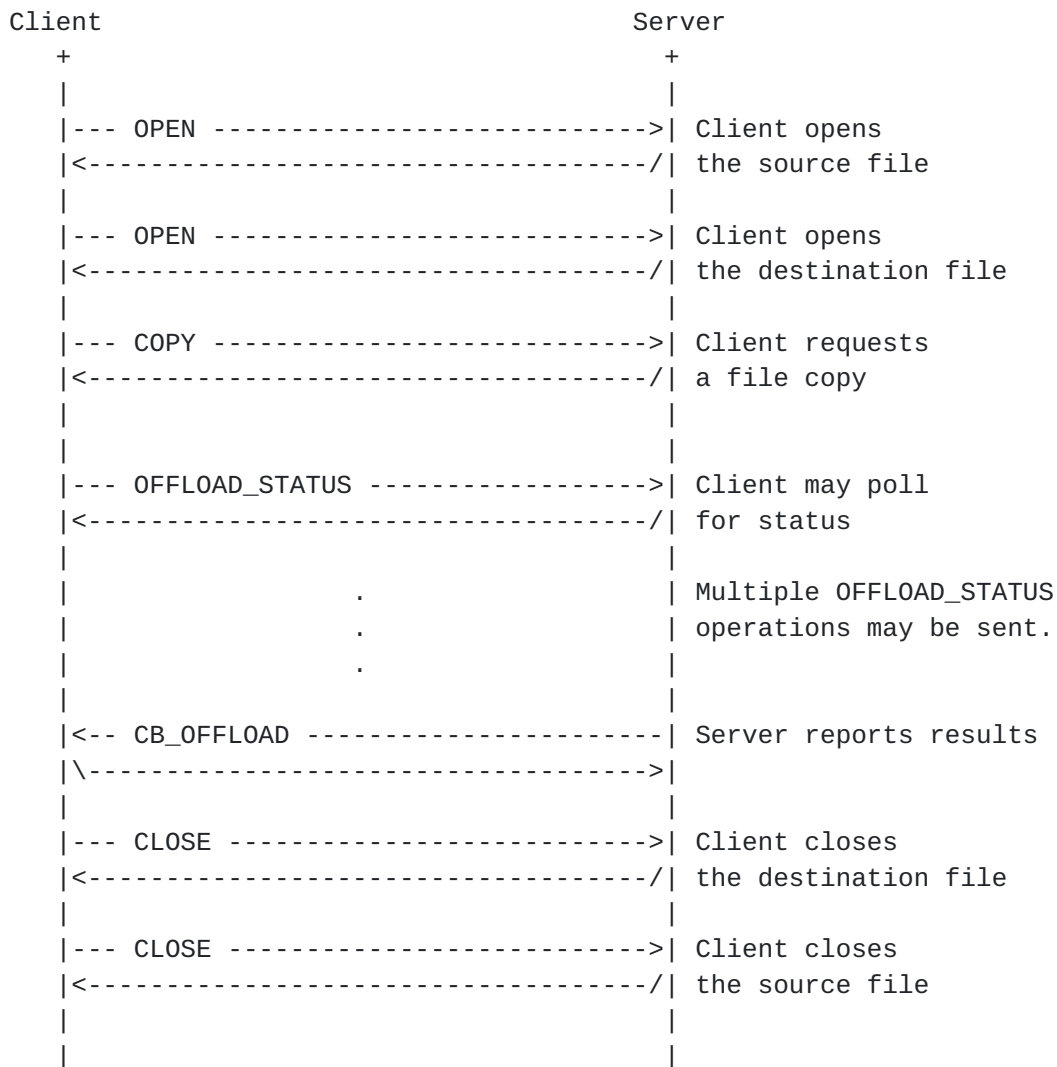 Client                                  Server
   +                                      +
   |                                      |
   |--- OPEN ---------------------------->| Client opens
   |<------------------------------------/| the source file
   |                                      |
   |--- OPEN ---------------------------->| Client opens
   |<------------------------------------/| the destination file
   |                                      |
   |--- COPY ---------------------------->| Client requests
   |<------------------------------------/| a file copy
   |                                      |
   |                                      |
   |--- OFFLOAD_STATUS ------------------>| Client may poll
   |<------------------------------------/| for status
   |                                      |
   |                  .                   | Multiple OFFLOAD_STATUS
   |                  .                   | operations may be sent.
   |                  .                   |
   |                                      |
   |<-- CB_OFFLOAD -----------------------| Server reports results
   |\------------------------------------>|
   |                                      |
   |--- CLOSE --------------------------->| Client closes
   |<------------------------------------/| the destination file
   |                                      |
   |--- CLOSE --------------------------->| Client closes
   |<------------------------------------/| the source file
   |                                      |
   |                                      |